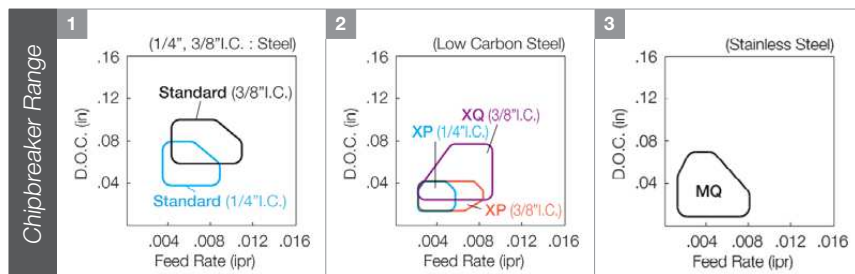 Chipbreaker Range
1
(1/4", 3/8"I.C. : Steel)
.16
.12
.08
.04
D.O.C. (in)
Standard (3/8"I.C.)
Standard (1/4"I.C.)
.004 .008 .012 .016
Feed Rate (ipr)
2
(Low Carbon Steel)
.16
.12
.08
.04
D.O.C. (in)
XQ (3/8"I.C.)
XP (1/4"I.C.)
XP (3/8"I.C.)
.004 .008 .012 .016
Feed Rate (ipr)
3
(Stainless Steel)
.16
.12
.08
.04
D.O.C. (in)
MQ
.004 .008 .012 .016
Feed Rate (ipr)